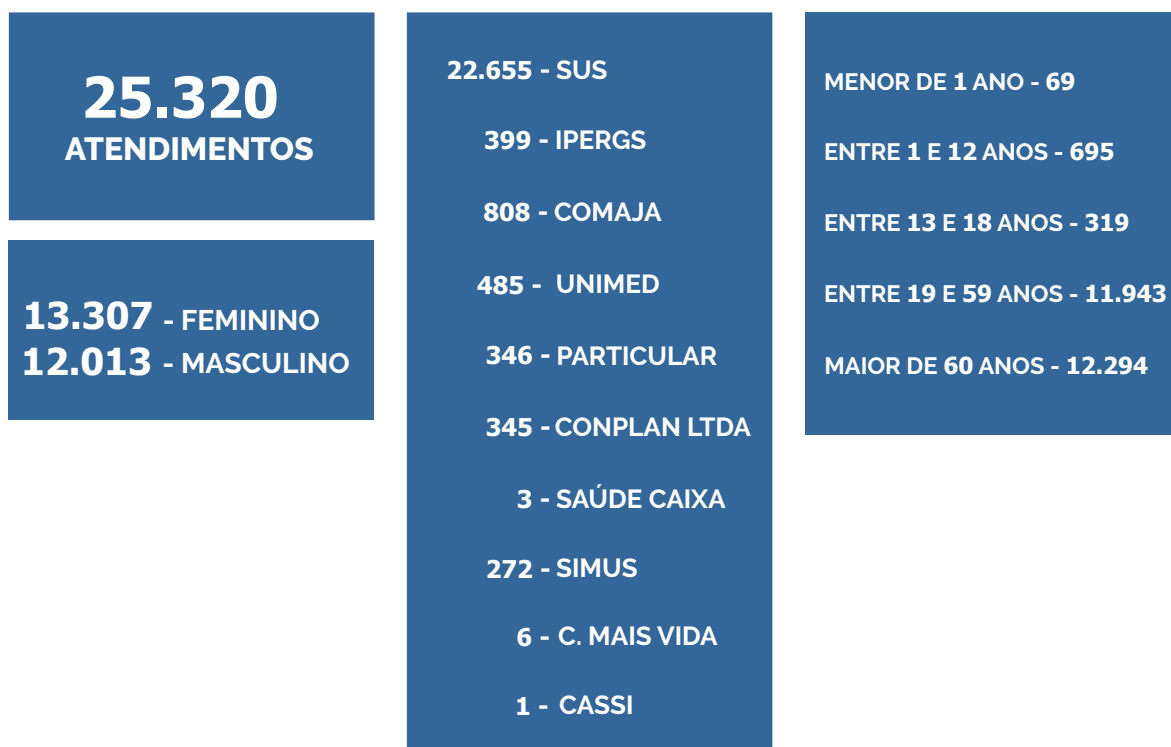 25.320
ATENDIMENTOS
13.307 - FEMININO
12.013 - MASCULINO
22.655 - SUS
399 - IPERGS
808 - COMAJA
485 - UNIMED
346 - PARTICULAR
345 - CONPLAN LTDA
3 - SAÚDE CAIXA
272 - SIMUS
6 - C. MAIS VIDA
1 - CASSI
MENOR DE 1 ANO - 69
ENTRE 1 E 12 ANOS - 695
ENTRE 13 E 18 ANOS - 319
ENTRE 19 E 59 ANOS - 11.943
MAIOR DE 60 ANOS - 12.294